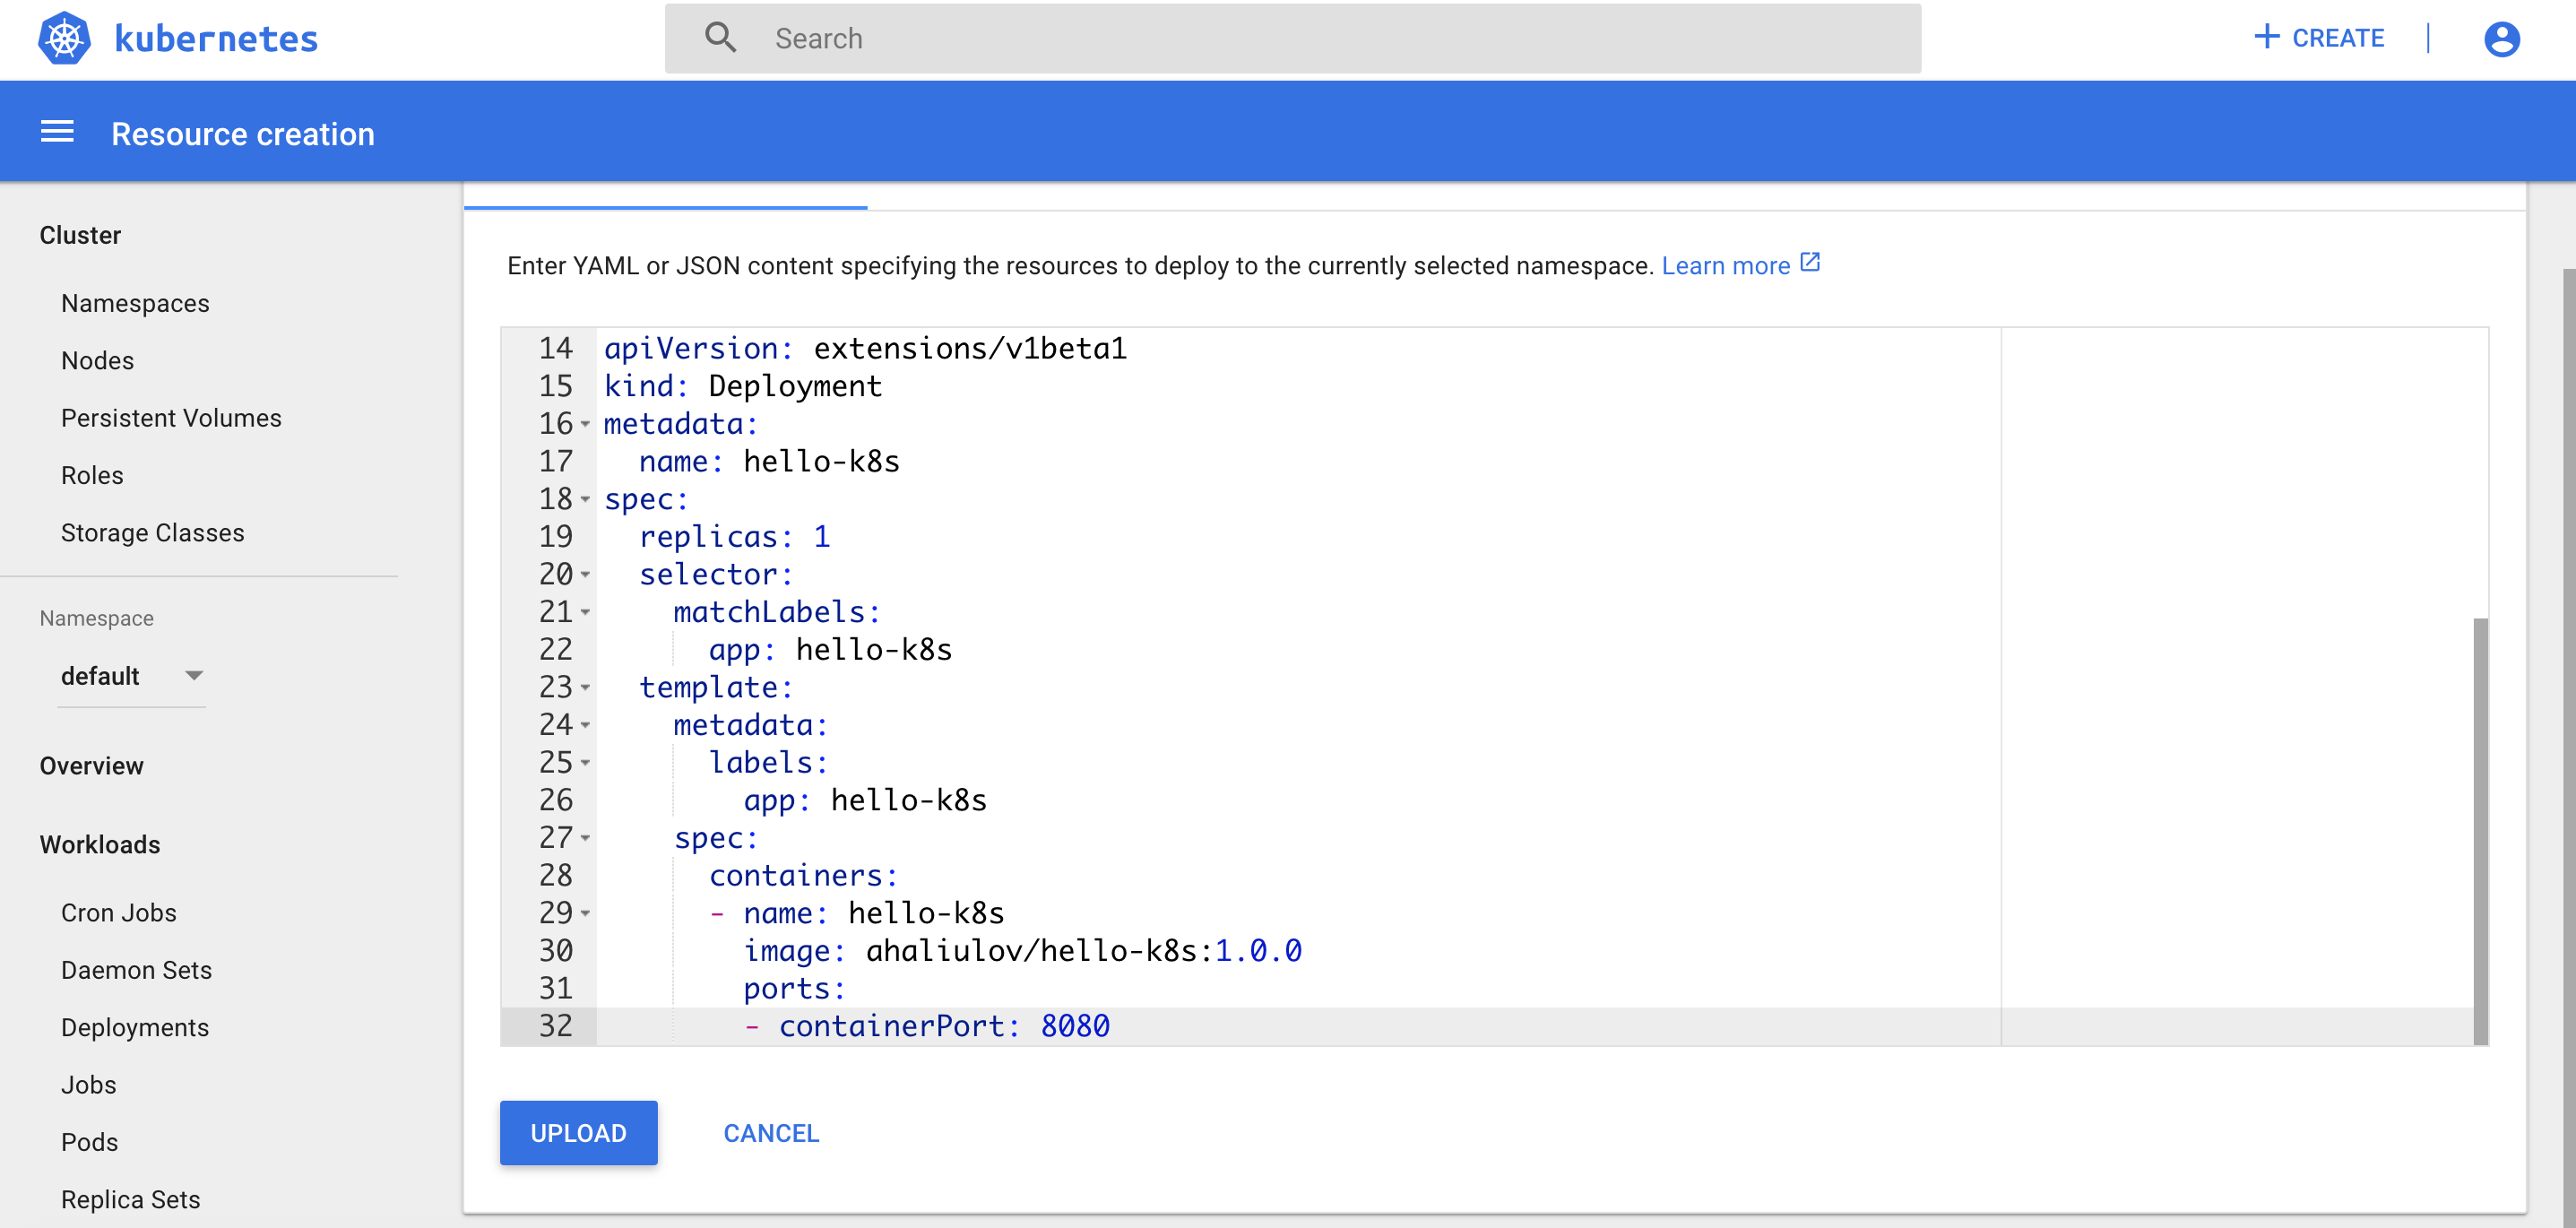 kubernetes
Search
CREATE
Resource creation
Cluster
Namespaces
Nodes
Persistent Volumes
Roles
Storage Classes
Namespace
default
Overview
Workloads
Cron Jobs
Daemon Sets
Deployments
Jobs
Pods
Replica Sets
Enter YAML or JSON content specifying the resources to deploy to the currently selected namespace. Learn more
14 apiVersion: extensions/v1beta1
15 kind: Deployment
16 metadata:
17   name: hello-k8s
18 spec:
19   replicas: 1
20   selector:
21     matchLabels:
22       app: hello-k8s
23   template:
24     metadata:
25       labels:
26         app: hello-k8s
27     spec:
28       containers:
29       - name: hello-k8s
30         image: ahaliulov/hello-k8s:1.0.0
31         ports:
32         - containerPort: 8080
UPLOAD
CANCEL